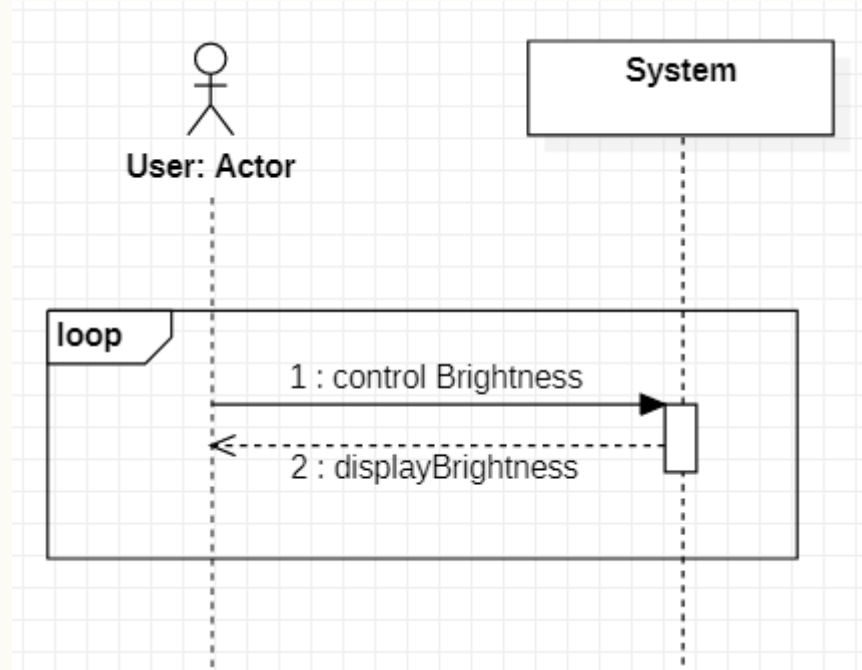 System
User: Actor
loop
1 : control Brightness
2 : displayBrightness